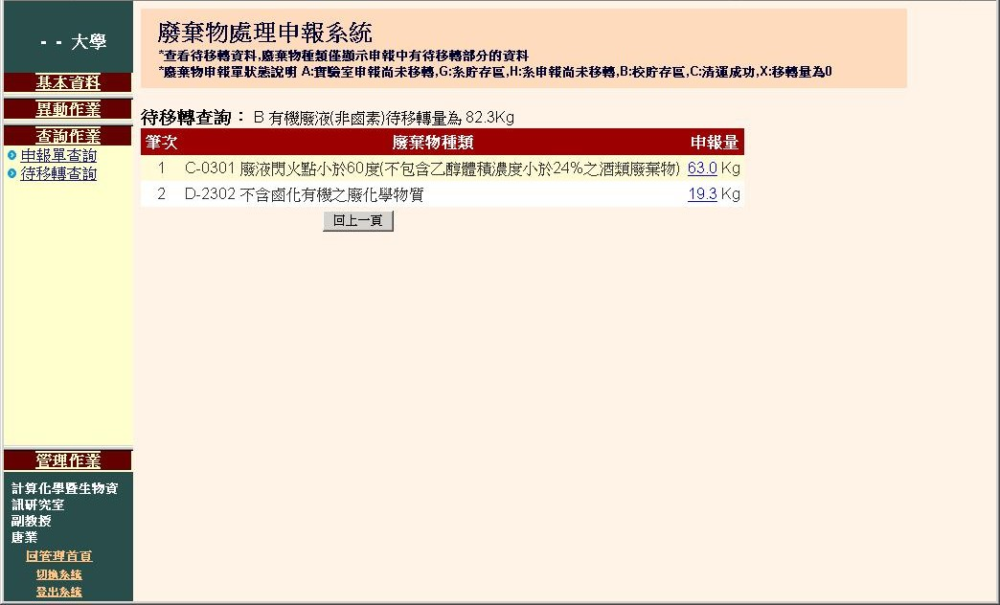 - - 大學
基本資料
異動作業
查詢作業
申報單查詢
待移轉查詢
管理作業
計算化學暨生物資
訊研究室
副教授
唐業
回管理首頁
切換系統
登出系統
廢棄物處理申報系統
*查看待移轉資料,廢棄物種類僅顯示申報中有待移轉部分的資料
*廢棄物申報單狀態說明 A:實驗室申報尚未移轉,G:系貯存區,H:系申報尚未移轉,B:校貯存區,C:清運成功,X:移轉量為0
待移轉查詢： B 有機廢液(非鹵素)待移轉量為 82.3Kg
筆次 廢棄物種類 申報量
1 C-0301 廢液閃火點小於60度(不包含乙醇體積濃度小於24%之酒類廢棄物) 63.0 Kg
2 D-2302 不含鹵化有機之廢化學物質 19.3 Kg
回上一頁